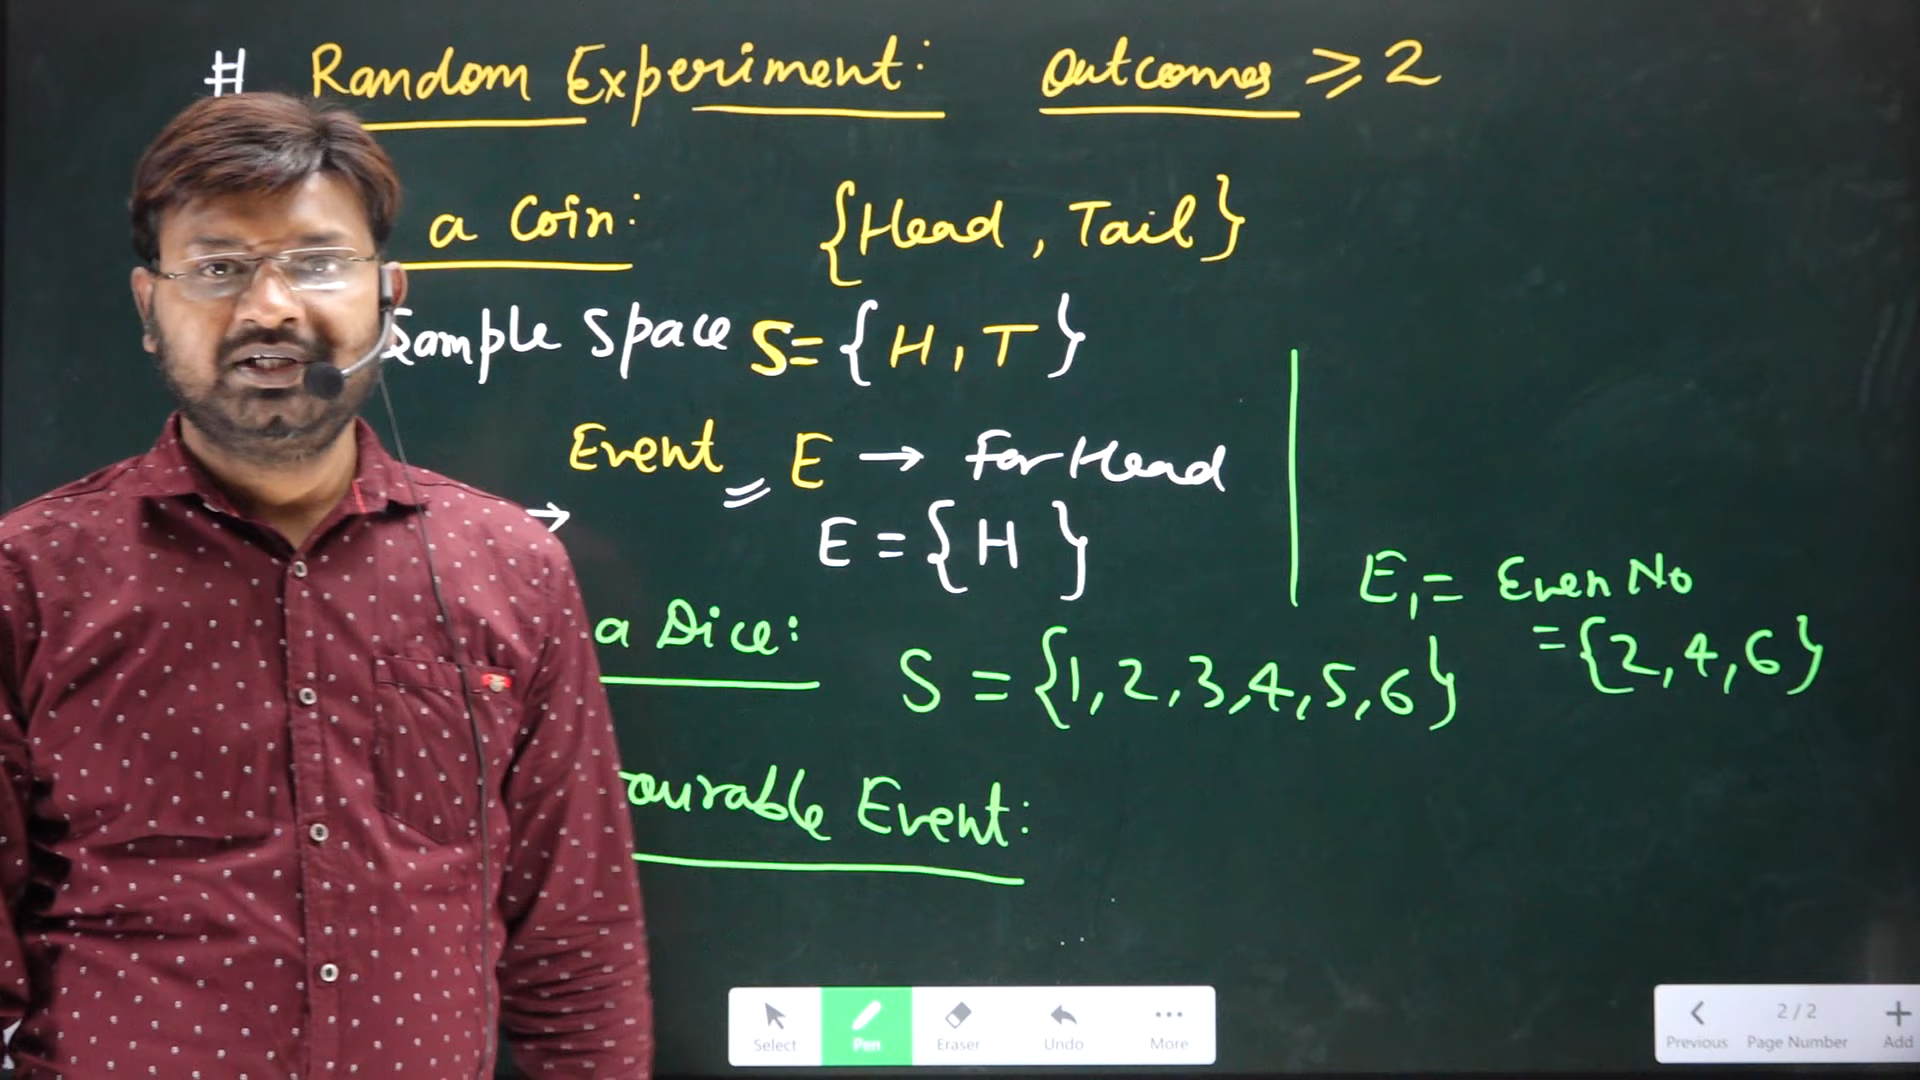 # Random Experiment: Outcomes ≥ 2
a Coin: {Head, Tail}
Sample Space S = {H, T}
Event E → For Head
→
E = {H}
E₁ = Even No
= {2, 4, 6}
a Dice: S = {1, 2, 3, 4, 5, 6}
ourable Event:
Select Pen Eraser Undo More
Previous 2/2 Page Number Add